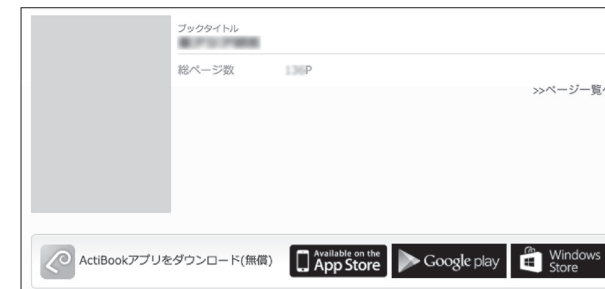 ブックタイトル
総ページ数 136P
>>ページ一覧へ
ActiBookアプリをダウンロード(無償)
Available on the
App Store
Google play
Windows
Store